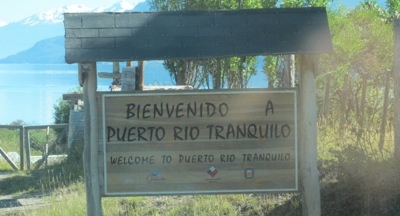 BIENVENIDO A
PUERTO RIO TRANQUILO
WELCOME TO PUERTO RIO TRANQUILO